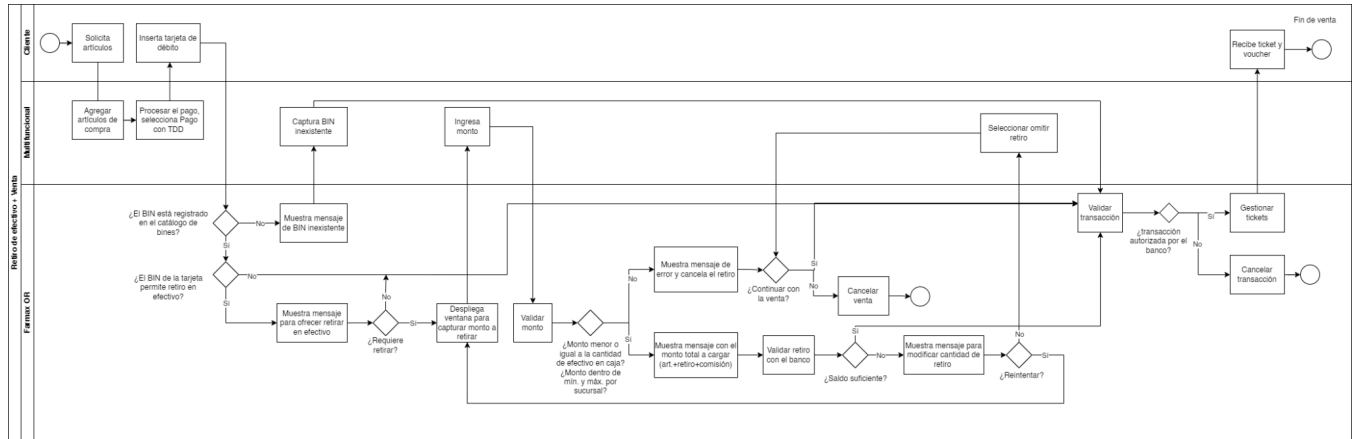 Retiro de efectivo + Venta
Cliente
Solicita
artículos
Inserta tarjeta de
débito
Fin de venta
Recibe ticket y
voucher
Multifuncional
Agregar
artículos de
compra
Procesar el pago,
selecciona Pago
con TDD
Captura BIN
inexistente
Ingresa
monto
Seleccionar omitir
retiro
Farmax OR
¿El BIN está registrado
en el catálogo de
bines?
No
Muestra mensaje
de BIN inexistente
Sí
¿El BIN de la tarjeta
permite retiro en
efectivo?
No
Sí
Muestra mensaje
para ofrecer retirar
en efectivo
No
¿Requiere
retirar?
Sí
Despliega
ventana para
capturar monto a
retirar
Validar
monto
¿Monto menor o
igual a la cantidad
de efectivo en caja?
¿Monto dentro de
mín. y máx. por
sucursal?
No
Muestra mensaje de
error y cancela el retiro
¿Continuar con
la venta?
Sí
No
Cancelar
venta
Sí
Muestra mensaje con el
monto total a cargar
(art.+retiro+comisión)
Validar retiro
con el banco
Sí
¿Saldo suficiente?
No
Muestra mensaje para
modificar cantidad de
retiro
No
¿Reintentar?
Sí
Validar
transacción
¿transacción
autorizada por el
banco?
Sí
Gestionar
tickets
No
Cancelar
transacción